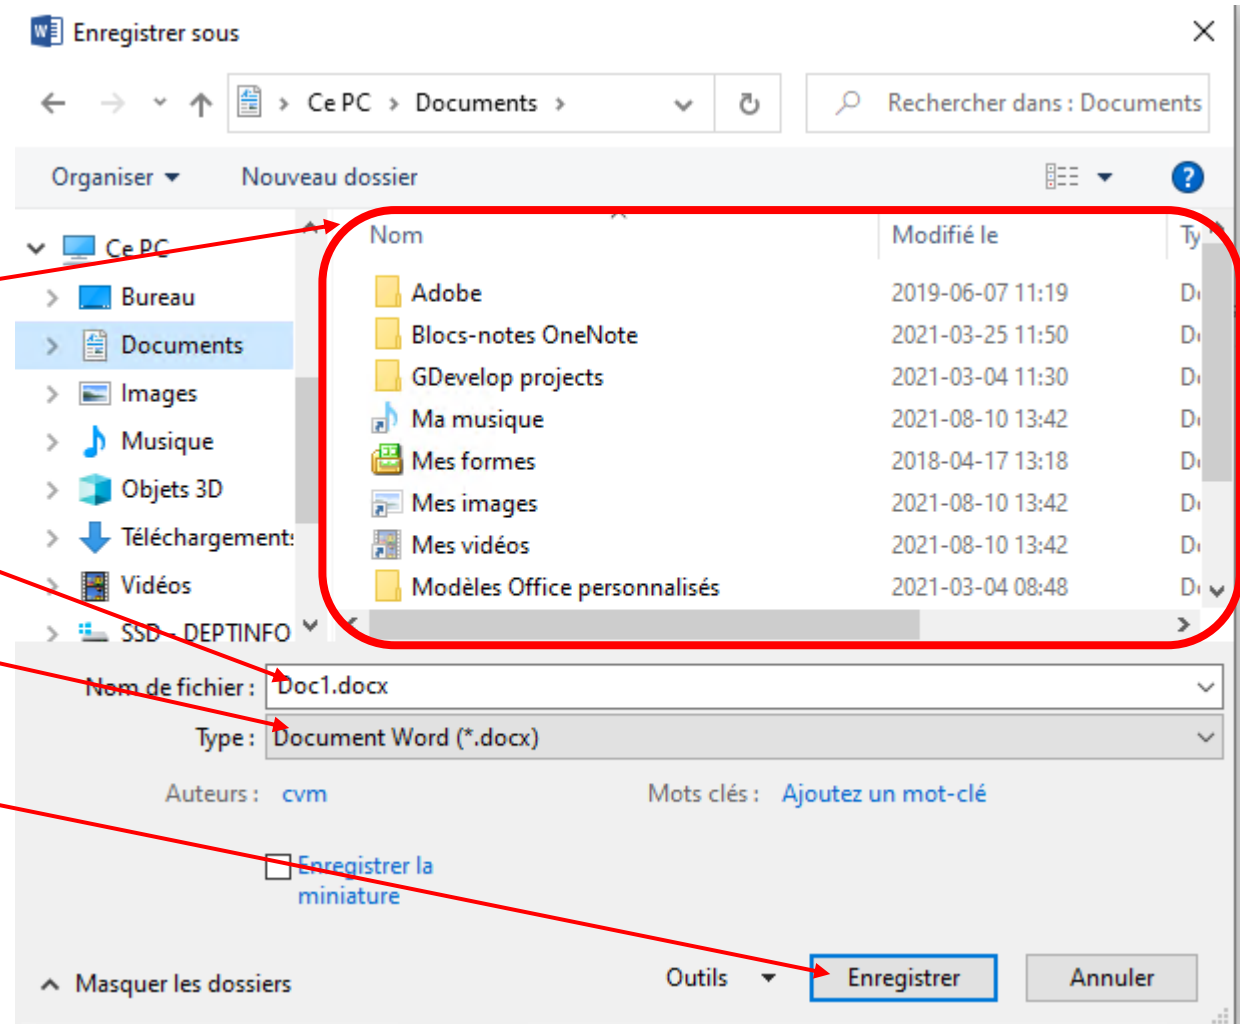 Enregistrer sous
Ce PC > Documents >
Rechercher dans : Documents
Organiser
Nouveau dossier
?
Nom
Modifié le
Ty
Ce PC
Bureau
Documents
Images
Musique
Objets 3D
Téléchargements
Vidéos
SSD - DEPTINFO
Adobe 2019-06-07 11:19 D
Blocs-notes OneNote 2021-03-25 11:50 D
GDevelop projects 2021-03-04 11:30 D
Ma musique 2021-08-10 13:42 D
Mes formes 2018-04-17 13:18 D
Mes images 2021-08-10 13:42 D
Mes vidéos 2021-08-10 13:42 D
Modèles Office personnalisés 2021-03-04 08:48 D
Nom de fichier : Doc1.docx
Type : Document Word (*.docx)
Auteurs : cvm
Mots clés : Ajoutez un mot-clé
Enregistrer la
miniature
Masquer les dossiers
Outils
Enregistrer
Annuler